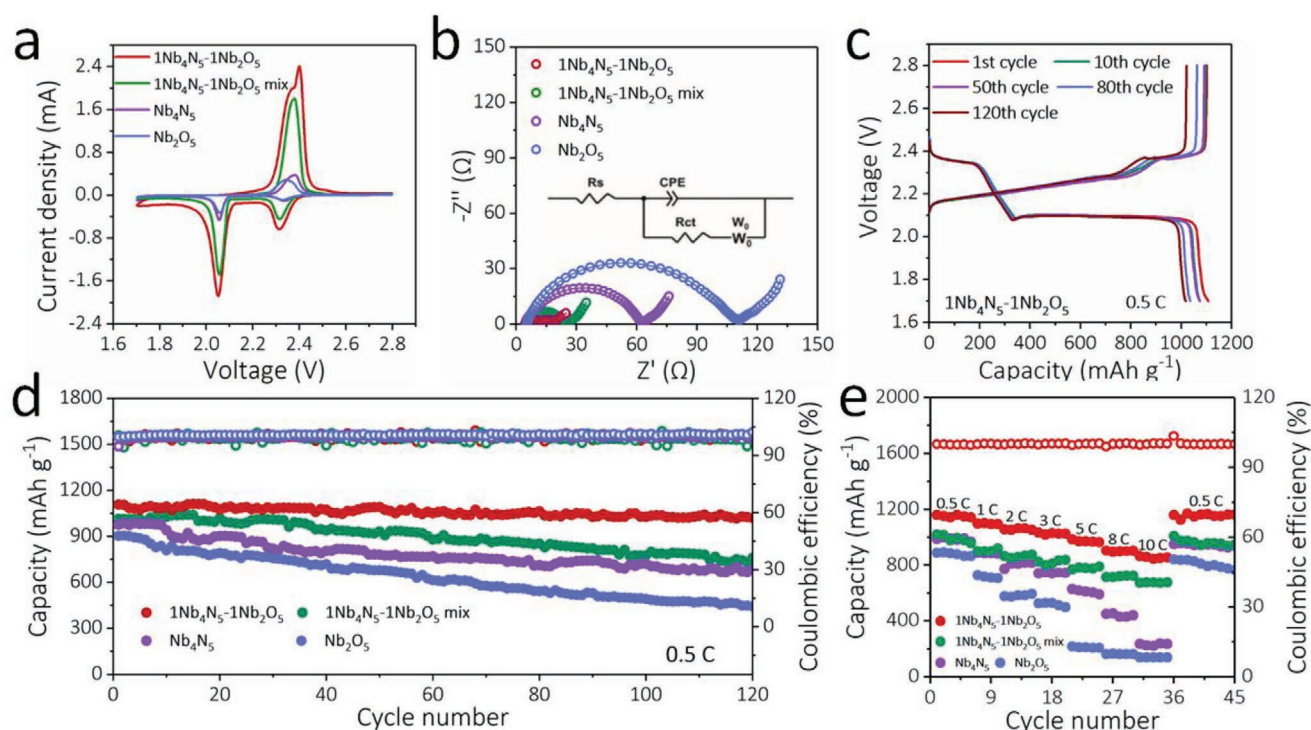 a
1Nb₄N₅-1Nb₂O₅
1Nb₄N₅-1Nb₂O₅ mix
Nb₄N₅
Nb₂O₅
Current density (mA)
2.4
1.6
0.8
0.0
-0.8
-1.6
-2.4
1.6 1.8 2.0 2.2 2.4 2.6 2.8
Voltage (V)
b
1Nb₄N₅-1Nb₂O₅
1Nb₄N₅-1Nb₂O₅ mix
Nb₄N₅
Nb₂O₅
Rs CPE
Rct W₀
W₀
-Z'' (Ω)
150
120
90
60
30
0
0 30 60 90 120 150
Z' (Ω)
c
1st cycle 10th cycle
50th cycle 80th cycle
120th cycle
Voltage (V)
2.8
2.4
2.0
1.6
1Nb₄N₅-1Nb₂O₅ 0.5 C
0 200 400 600 800 1000 1200
Capacity (mAh g⁻¹)
d
Capacity (mAh g⁻¹)
1800
1500
1200
900
600
300
0
120
90
60
30
0
Coulombic efficiency (%)
1Nb₄N₅-1Nb₂O₅ 1Nb₄N₅-1Nb₂O₅ mix
Nb₄N₅ Nb₂O₅
0.5 C
0 20 40 60 80 100 120
Cycle number
e
Capacity (mAh g⁻¹)
2000
1600
1200
800
400
0
120
90
60
30
0
Coulombic efficiency (%)
0.5 C 1 C 2 C 3 C 5 C 8 C 10 C 0.5 C
1Nb₄N₅-1Nb₂O₅
1Nb₄N₅-1Nb₂O₅ mix
Nb₄N₅ Nb₂O₅
0 9 18 27 36 45
Cycle number